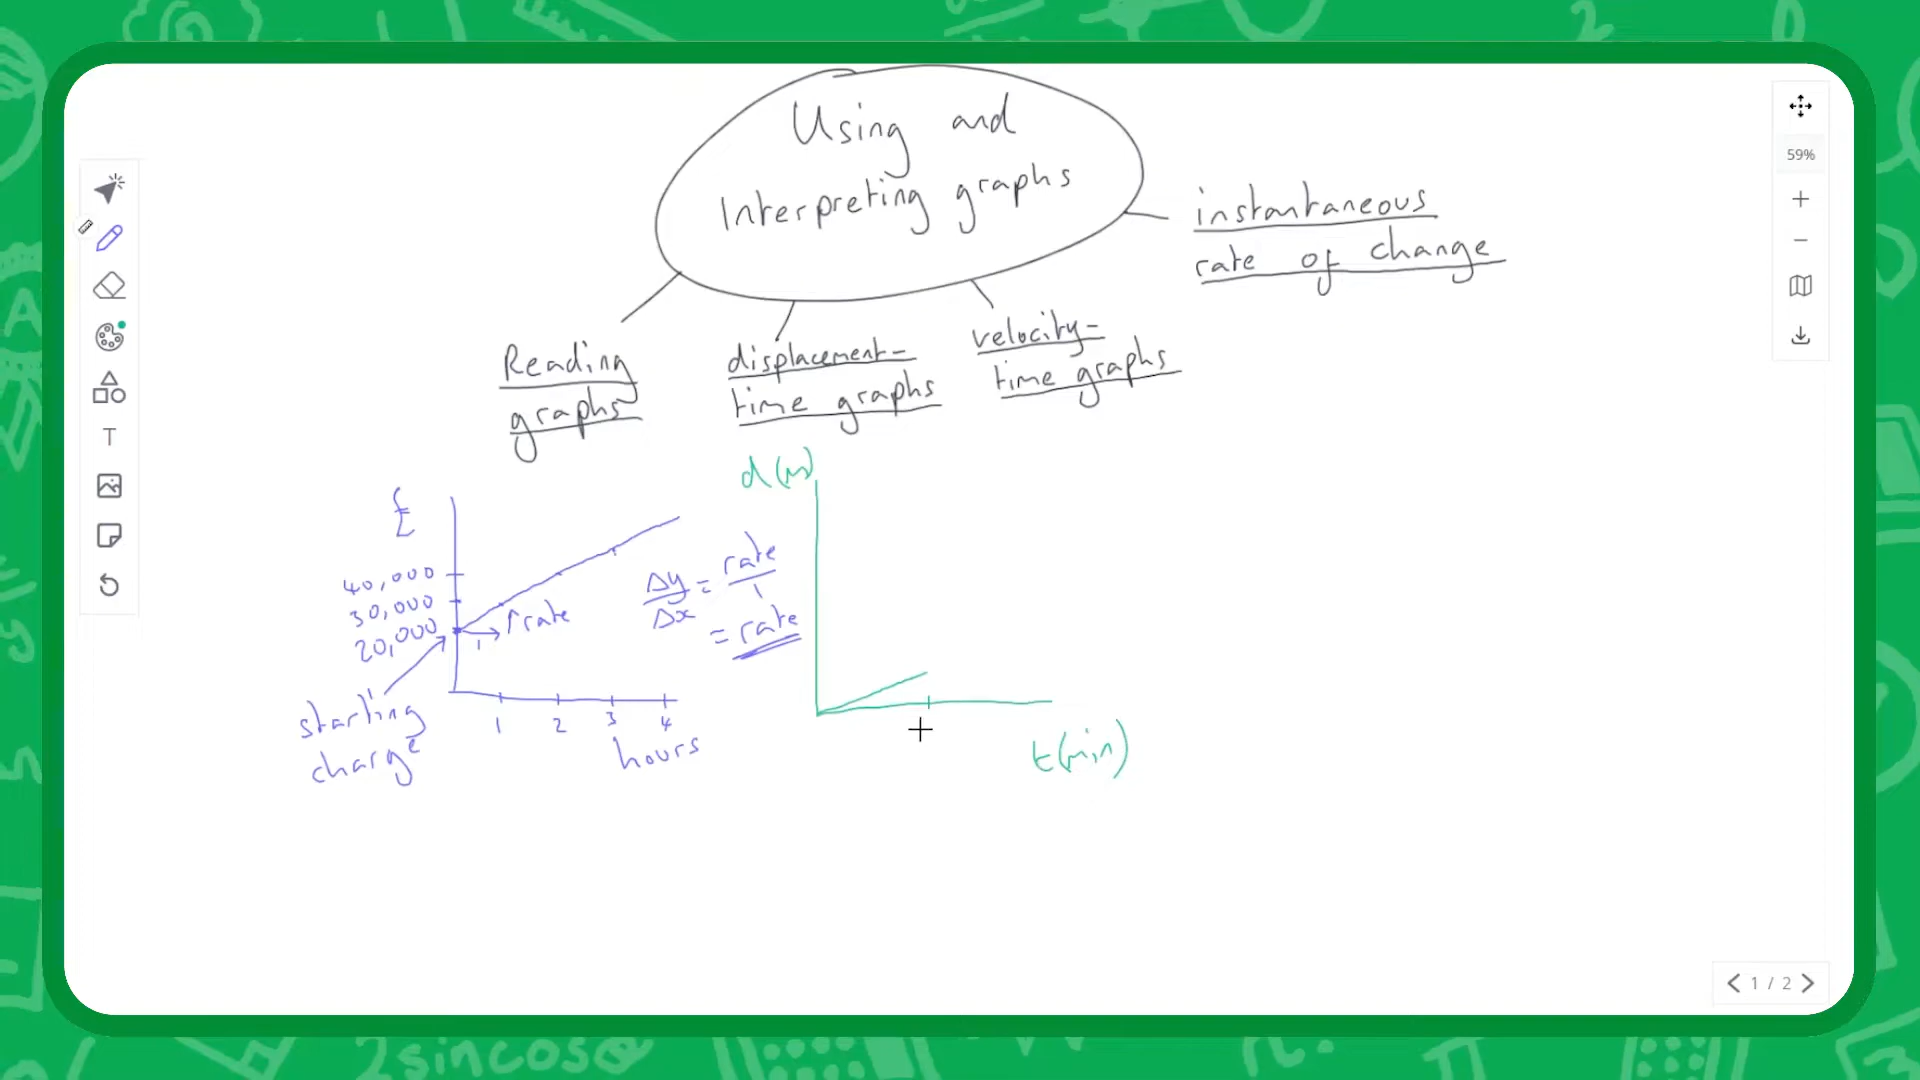 Using and
Interpreting graphs
instantaneous
rate of change
Reading
graphs
displacement-
time graphs
velocity-
time graphs
£
40,000
30,000
20,000
1
rate
Δy/Δx = rate/1
= rate
starting
charge
1 2 3 4
hours
d(m)
t(min)
59%
T
1 / 2
2sincos